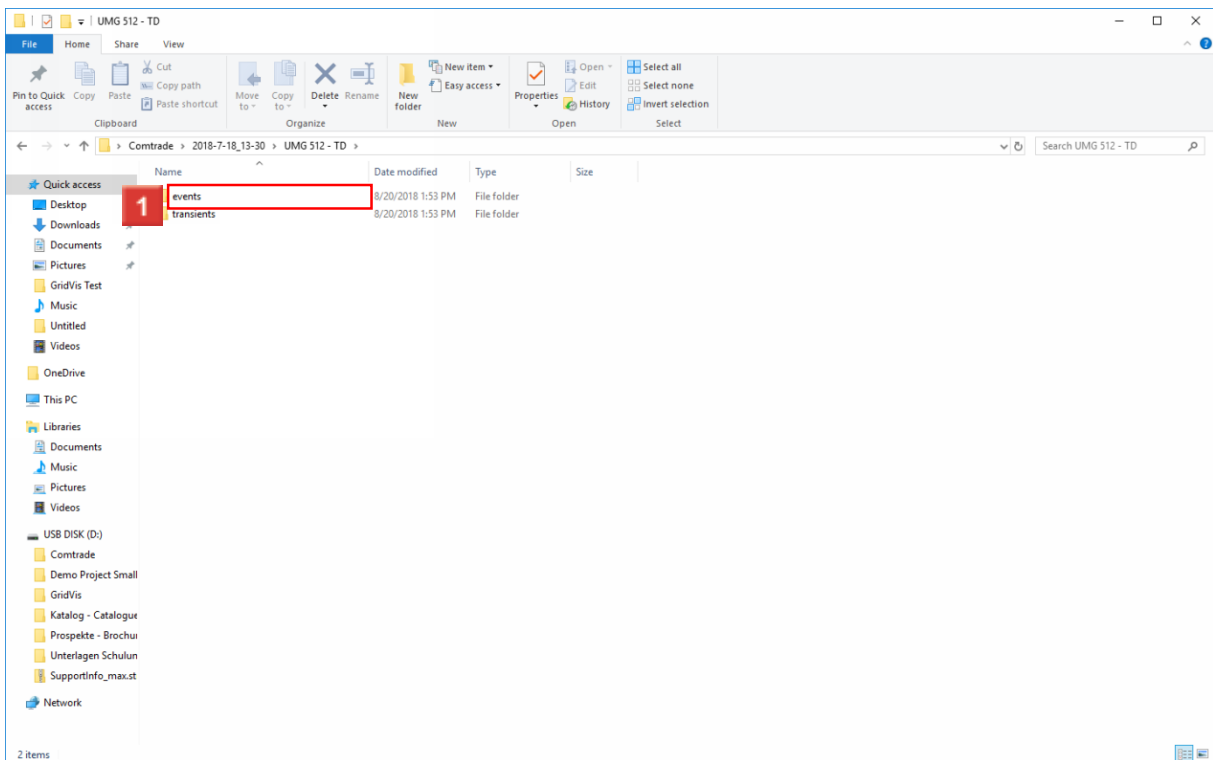 UMG 512 - TD
File Home Share View
Pin to Quick access
Copy
Paste
Cut
Copy path
Paste shortcut
Clipboard
Move to
Copy to
Delete
Rename
Organize
New folder
New item
Easy access
New
Properties
Open
Edit
History
Open
Select all
Select none
Invert selection
Select
Comtrade > 2018-7-18_13-30 > UMG 512 - TD >
Search UMG 512 - TD
Name Date modified Type Size
1
events 8/20/2018 1:53 PM File folder
transients 8/20/2018 1:53 PM File folder
Quick access
Desktop
Downloads
Documents
Pictures
GridVis Test
Music
Untitled
Videos
OneDrive
This PC
Libraries
Documents
Music
Pictures
Videos
USB DISK (D:)
Comtrade
Demo Project Small
GridVis
Katalog - Catalogue
Prospekte - Brochu
Unterlagen Schulun
SupportInfo_max.st
Network
2 items